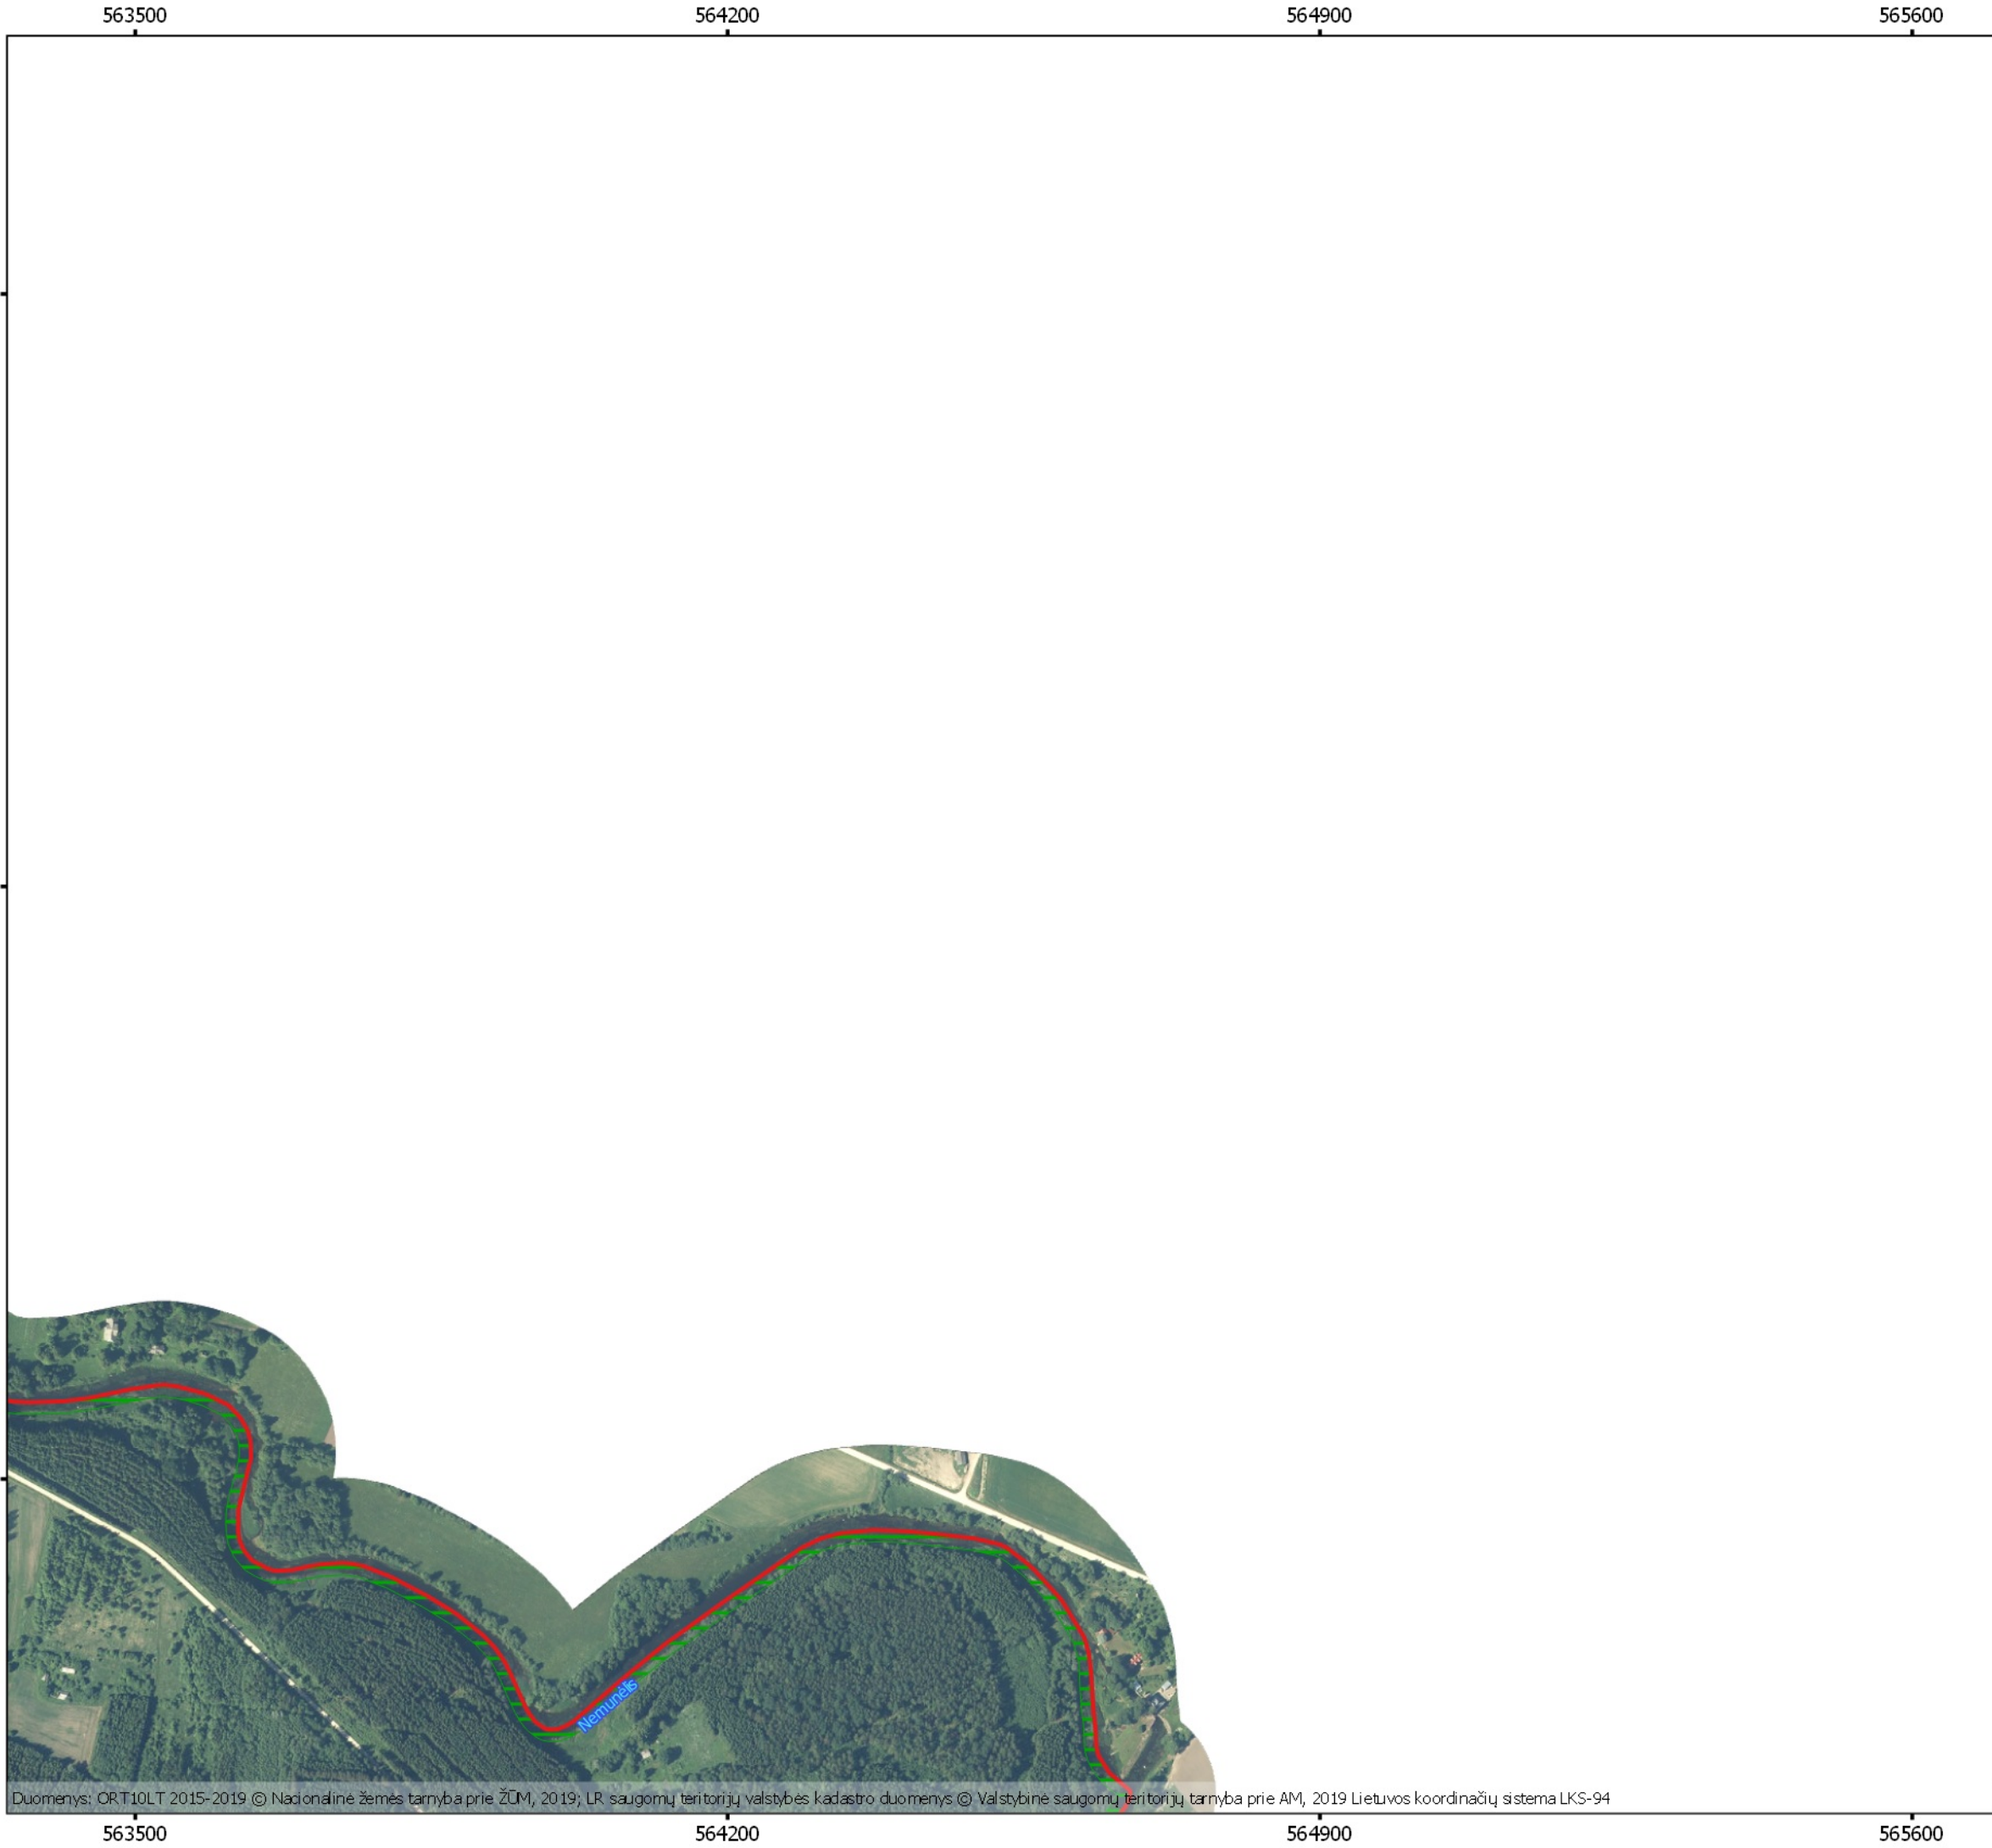 563500 564200 564900 565600
Nemunėlis
Duomenys: ORT10LT 2015-2019 © Nacionalinė žemės tarnyba prie ŽŪM, 2019; LR saugomų teritorijų valstybės kadastro duomenys © Valstybinė saugomų teritorijų tarnyba prie AM, 2019 Lietuvos koordinačių sistema LKS-94
563500 564200 564900 565600